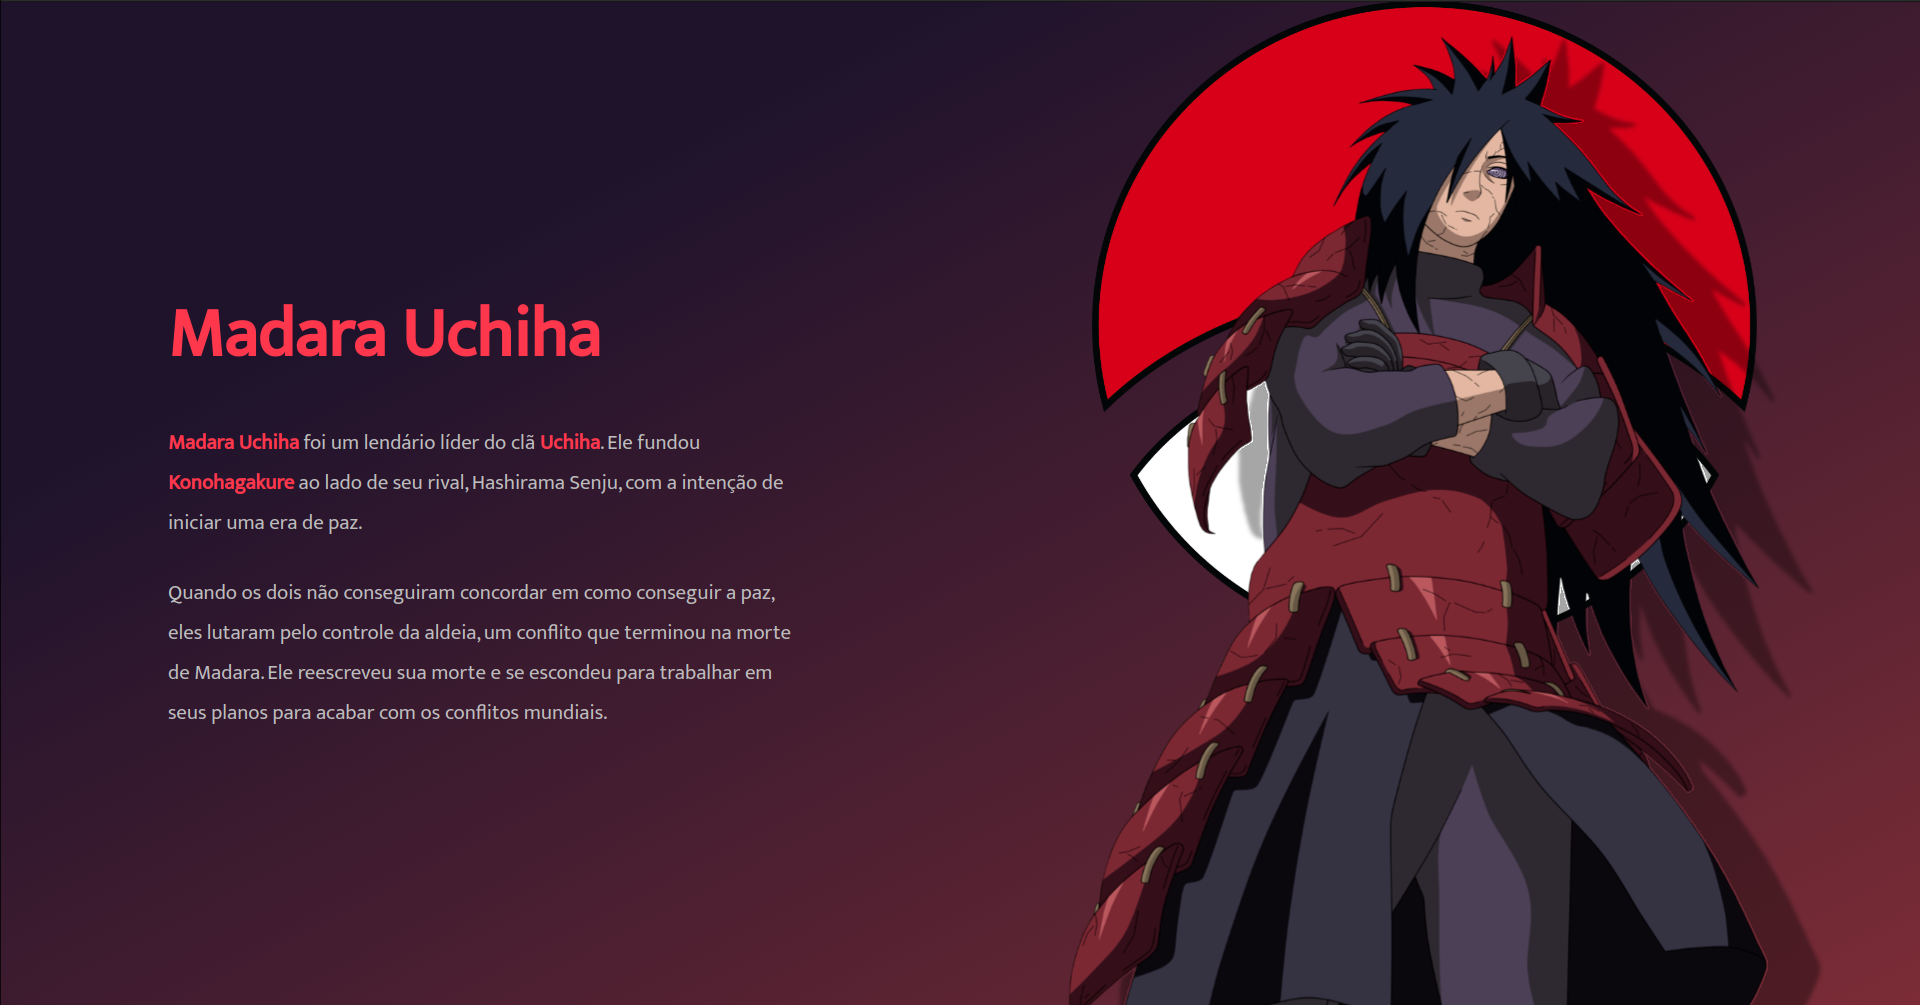 Madara Uchiha
Madara Uchiha foi um lendário líder do clã Uchiha. Ele fundou
Konohagakure ao lado de seu rival, Hashirama Senju, com a intenção de
iniciar uma era de paz.
Quando os dois não conseguiram concordar em como conseguir a paz,
eles lutaram pelo controle da aldeia, um conflito que terminou na morte
de Madara. Ele reescreveu sua morte e se escondeu para trabalhar em
seus planos para acabar com os conflitos mundiais.